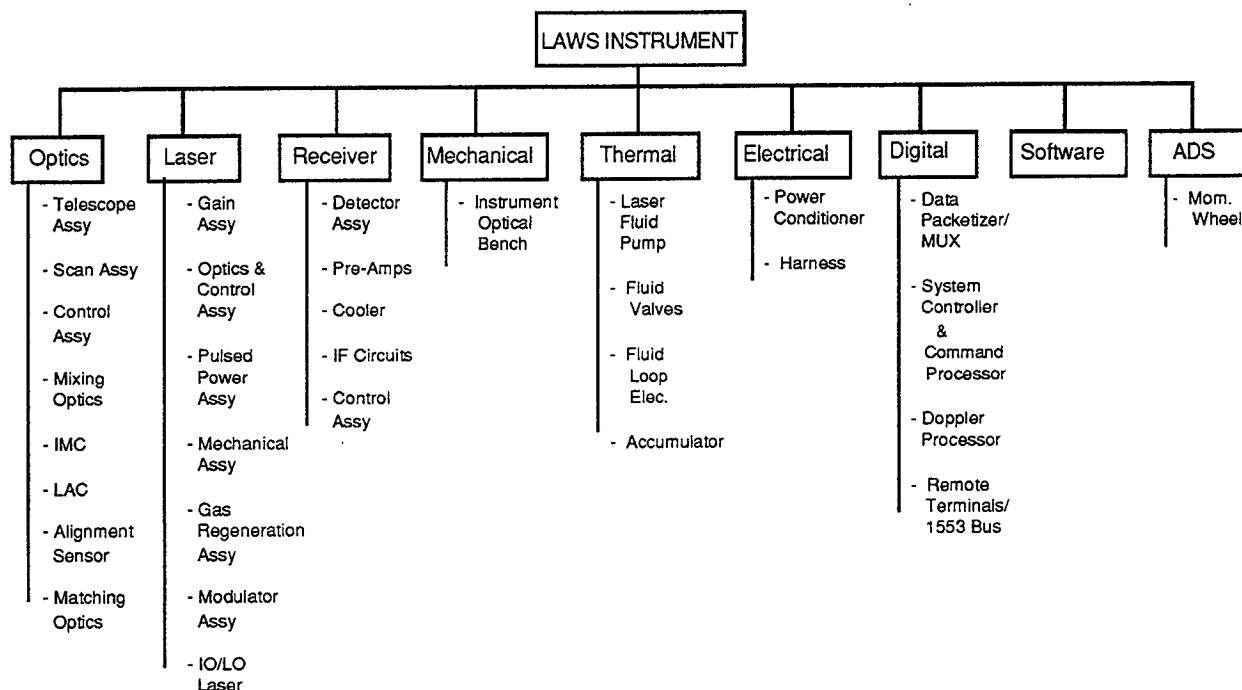 LAWS INSTRUMENT
Optics
- Telescope
Assy
- Scan Assy
- Control
Assy
- Mixing
Optics
- IMC
- LAC
- Alignment
Sensor
- Matching
Optics
Laser
- Gain
Assy
- Optics &
Control
Assy
- Pulsed
Power
Assy
- Mechanical
Assy
- Gas
Regeneration
Assy
- Modulator
Assy
- IO/LO
Laser
Receiver
- Detector
Assy
- Pre-Amps
- Cooler
- IF Circuits
- Control
Assy
Mechanical
- Instrument
Optical
Bench
Thermal
- Laser
Fluid
Pump
- Fluid
Valves
- Fluid
Loop
Elec.
- Accumulator
Electrical
- Power
Conditioner
- Harness
Digital
- Data
Packetizer/
MUX
- System
Controller
&
Command
Processor
- Doppler
Processor
- Remote
Terminals/
1553 Bus
Software
ADS
- Mom.
Wheel